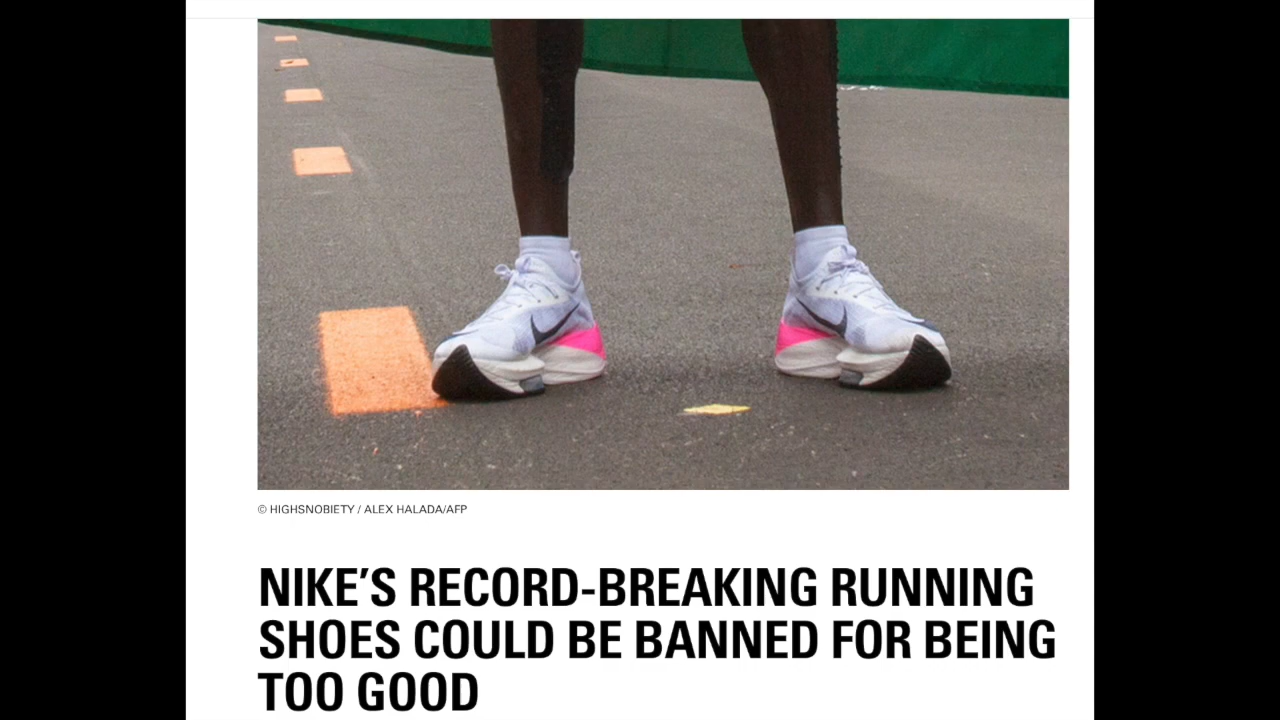 © HIGHSNOBIETY / ALEX HALADA/AFP
NIKE’S RECORD-BREAKING RUNNING
SHOES COULD BE BANNED FOR BEING
TOO GOOD